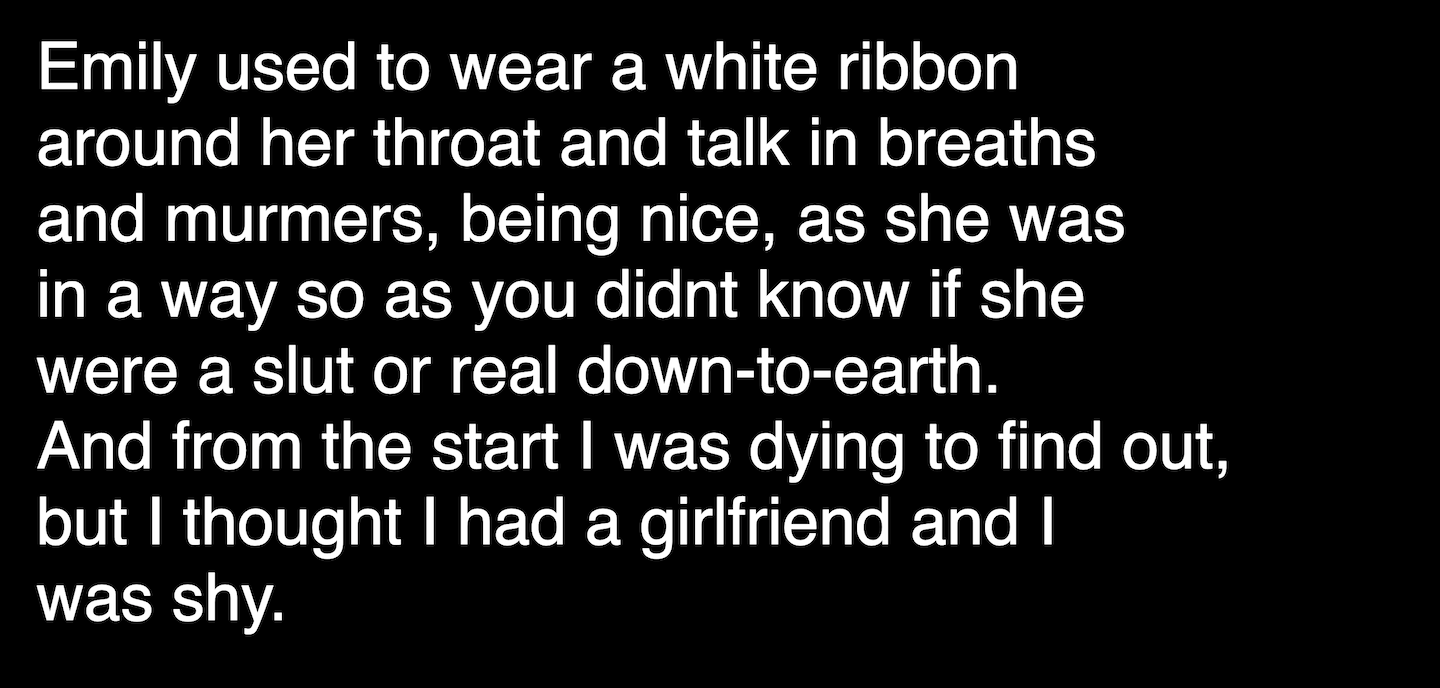 Emily used to wear a white ribbon
around her throat and talk in breaths
and murmers, being nice, as she was
in a way so as you didnt know if she
were a slut or real down-to-earth.
And from the start I was dying to find out,
but I thought I had a girlfriend and I
was shy.